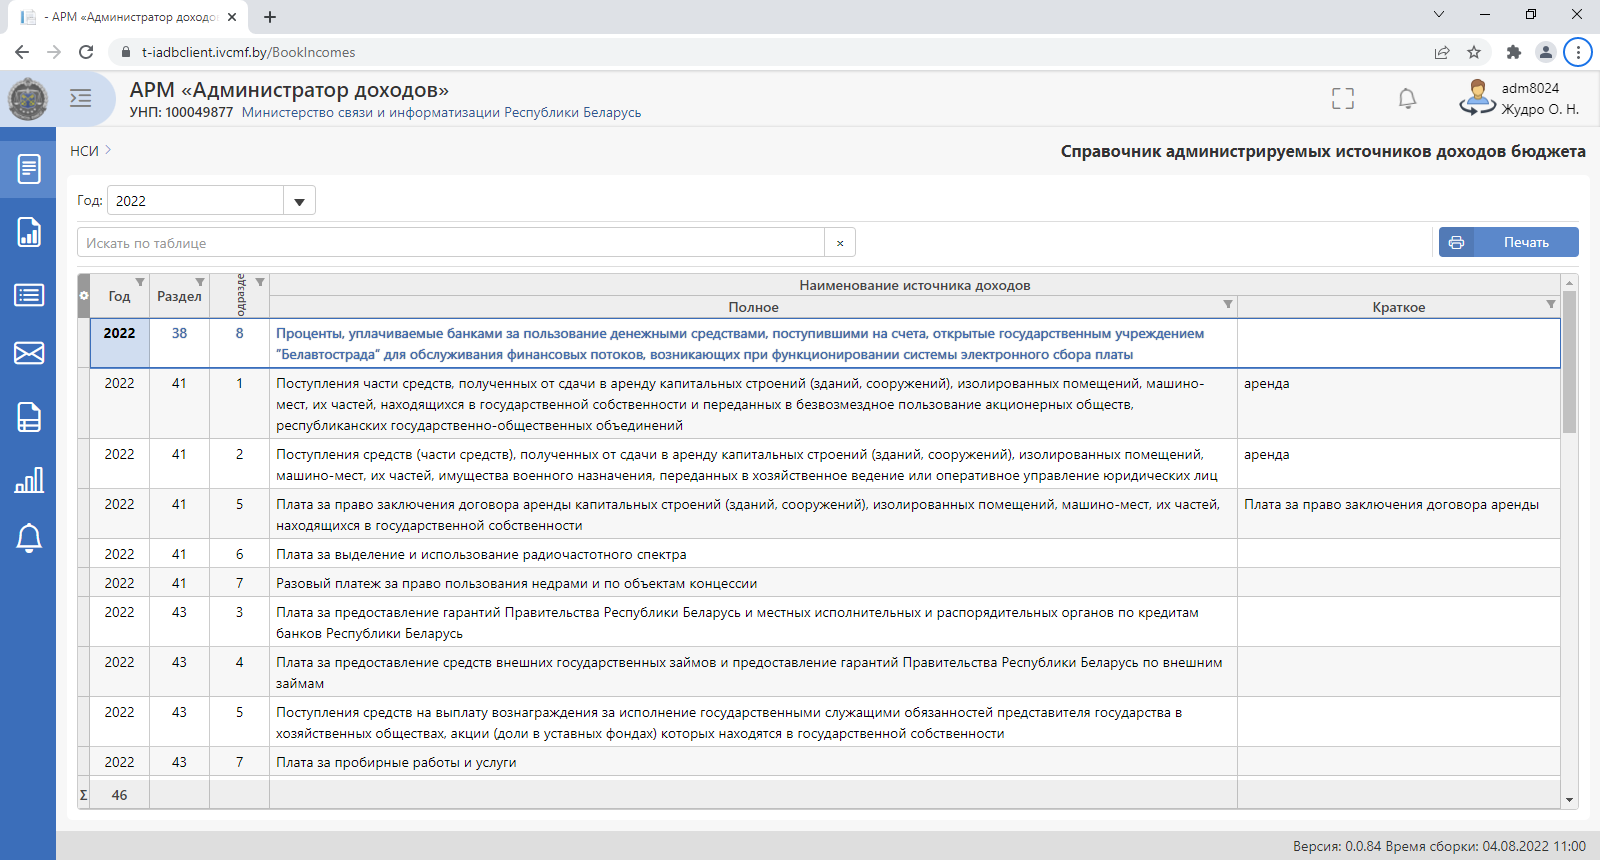 - АРМ «Администратор доходо
t-iadbclient.ivcmf.by/BookIncomes
АРМ «Администратор доходов»
УНП: 100049877 Министерство связи и информатизации Республики Беларусь
adm8024
Жудро О. Н.
НСИ
Справочник администрируемых источников доходов бюджета
Год: 2022
Искать по таблице
×
Печать
Год
Раздел
одразде
Наименование источника доходов
Полное
Краткое
2022 38 8 Проценты, уплачиваемые банками за пользование денежными средствами, поступившими на счета, открытые государственным учреждением
"Белавтострада" для обслуживания финансовых потоков, возникающих при функционировании системы электронного сбора платы
2022 41 1 Поступления части средств, полученных от сдачи в аренду капитальных строений (зданий, сооружений), изолированных помещений, машино- аренда
мест, их частей, находящихся в государственной собственности и переданных в безвозмездное пользование акционерных обществ,
республиканских государственно-общественных объединений
2022 41 2 Поступления средств (части средств), полученных от сдачи в аренду капитальных строений (зданий, сооружений), изолированных помещений, аренда
машино-мест, их частей, имущества военного назначения, переданных в хозяйственное ведение или оперативное управление юридических лиц
2022 41 5 Плата за право заключения договора аренды капитальных строений (зданий, сооружений), изолированных помещений, машино-мест, их частей, Плата за право заключения договора аренды
находящихся в государственной собственности
2022 41 6 Плата за выделение и использование радиочастотного спектра
2022 41 7 Разовый платеж за право пользования недрами и по объектам концессии
2022 43 3 Плата за предоставление гарантий Правительства Республики Беларусь и местных исполнительных и распорядительных органов по кредитам
банков Республики Беларусь
2022 43 4 Плата за предоставление средств внешних государственных займов и предоставление гарантий Правительства Республики Беларусь по внешним
займам
2022 43 5 Поступления средств на выплату вознаграждения за исполнение государственными служащими обязанностей представителя государства в
хозяйственных обществах, акции (доли в уставных фондах) которых находятся в государственной собственности
2022 43 7 Плата за пробирные работы и услуги
Σ 46
Версия: 0.0.84 Время сборки: 04.08.2022 11:00